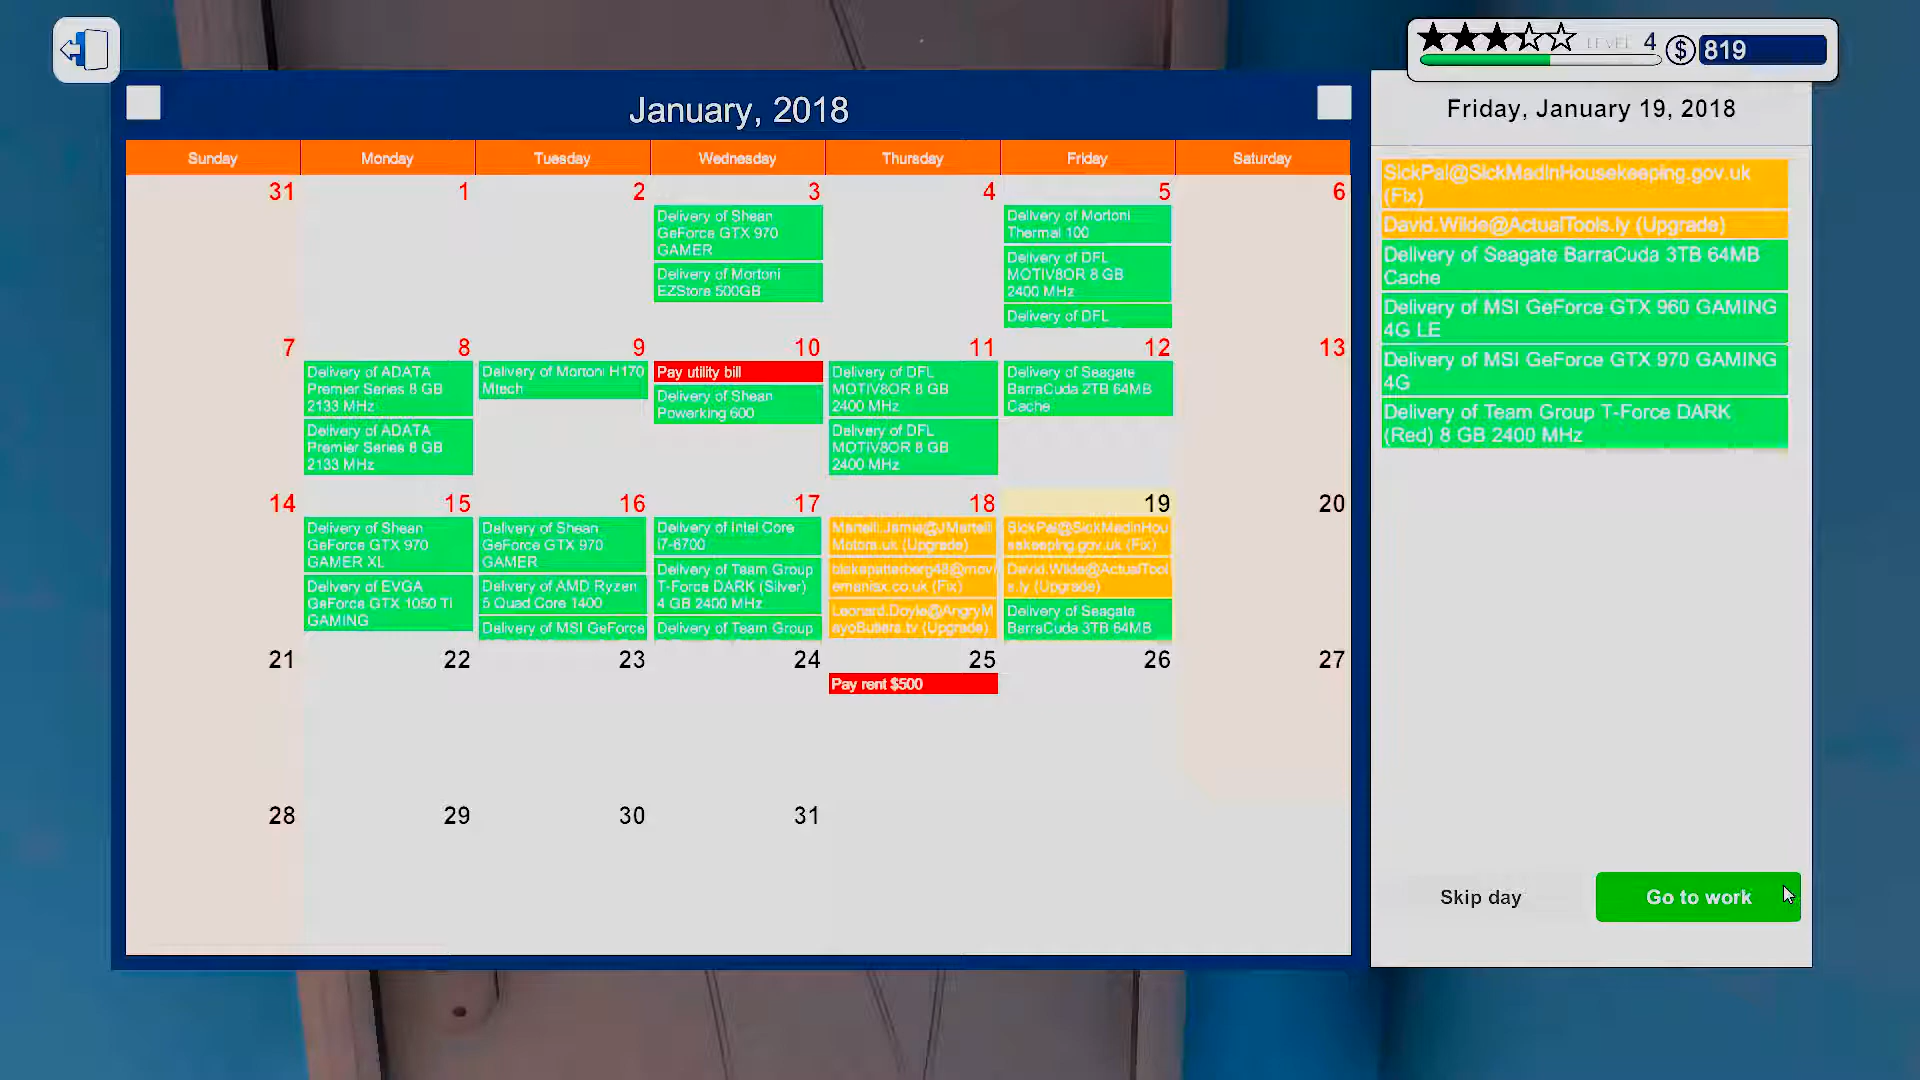 LEVEL 4 $ 819
January, 2018
Friday, January 19, 2018
Sunday Monday Tuesday Wednesday Thursday Friday Saturday
31 1 2 3 4 5 6
Delivery of Shean
GeForce GTX 970
GAMER
Delivery of Mortoni
EZStore 500GB
Delivery of Mortoni
Thermal 100
Delivery of DFL
MOTIV8OR 8 GB
2400 MHz
Delivery of DFL
7 8 9 10 11 12 13
Delivery of ADATA
Premier Series 8 GB
2133 MHz
Delivery of ADATA
Premier Series 8 GB
2133 MHz
Delivery of Mortoni H170
Mtech
Pay utility bill
Delivery of Shean
Powerking 600
Delivery of DFL
MOTIV8OR 8 GB
2400 MHz
Delivery of DFL
MOTIV8OR 8 GB
2400 MHz
Delivery of Seagate
BarraCuda 2TB 64MB
Cache
14 15 16 17 18 19 20
Delivery of Shean
GeForce GTX 970
GAMER XL
Delivery of EVGA
GeForce GTX 1050 TI
GAMING
Delivery of Shean
GeForce GTX 970
GAMER
Delivery of AMD Ryzen
5 Quad Core 1400
Delivery of MSI GeForce
Delivery of Intel Core
i7-6700
Delivery of Team Group
T-Force DARK (Silver)
4 GB 2400 MHz
Delivery of Team Group
Martelli.Jamie@JMartelli
Motors.uk (Upgrade)
blakepatterberg48@movi
emaniax.co.uk (Fix)
Leonard.Doyle@AngryM
ayoButlers.tv (Upgrade)
SickPal@SickMadInHou
sekeeping.gov.uk (Fix)
David.Wilde@ActualTool
s.ly (Upgrade)
Delivery of Seagate
BarraCuda 3TB 64MB
21 22 23 24 25 26 27
Pay rent $500
28 29 30 31
SickPal@SickMadInHousekeeping.gov.uk
(Fix)
David.Wilde@ActualTools.ly (Upgrade)
Delivery of Seagate BarraCuda 3TB 64MB
Cache
Delivery of MSI GeForce GTX 960 GAMING
4G LE
Delivery of MSI GeForce GTX 970 GAMING
4G
Delivery of Team Group T-Force DARK
(Red) 8 GB 2400 MHz
Skip day
Go to work